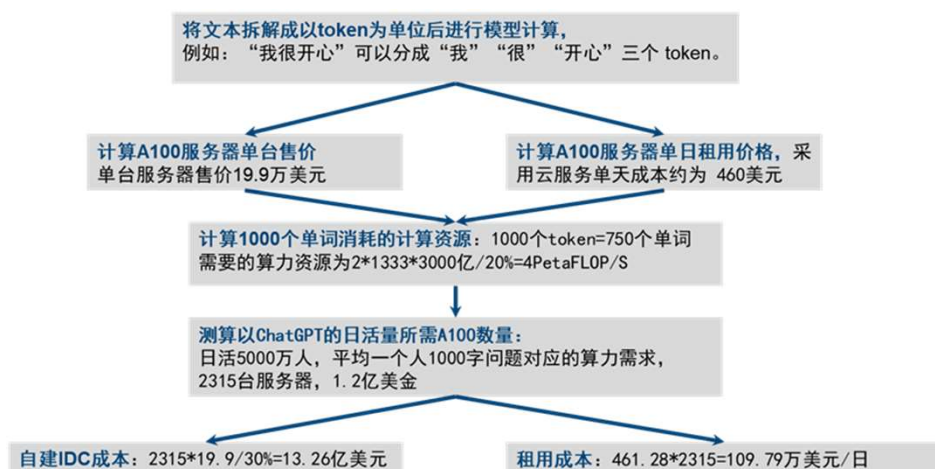 将文本拆解成以token为单位后进行模型计算，
例如：“我很开心”可以分成“我”“很”“开心”三个 token。
计算A100服务器单台售价
单台服务器售价19.9万美元
计算A100服务器单日租用价格，采
用云服务单天成本约为 460美元
计算1000个单词消耗的计算资源：1000个token=750个单词
需要的算力资源为2*1333*3000亿/20%=4PetaFLOP/S
测算以ChatGPT的日活量所需A100数量：
日活5000万人，平均一个人1000字问题对应的算力需求，
2315台服务器，1.2亿美金
自建IDC成本：2315*19.9/30%=13.26亿美元
租用成本：461.28*2315=109.79万美元/日